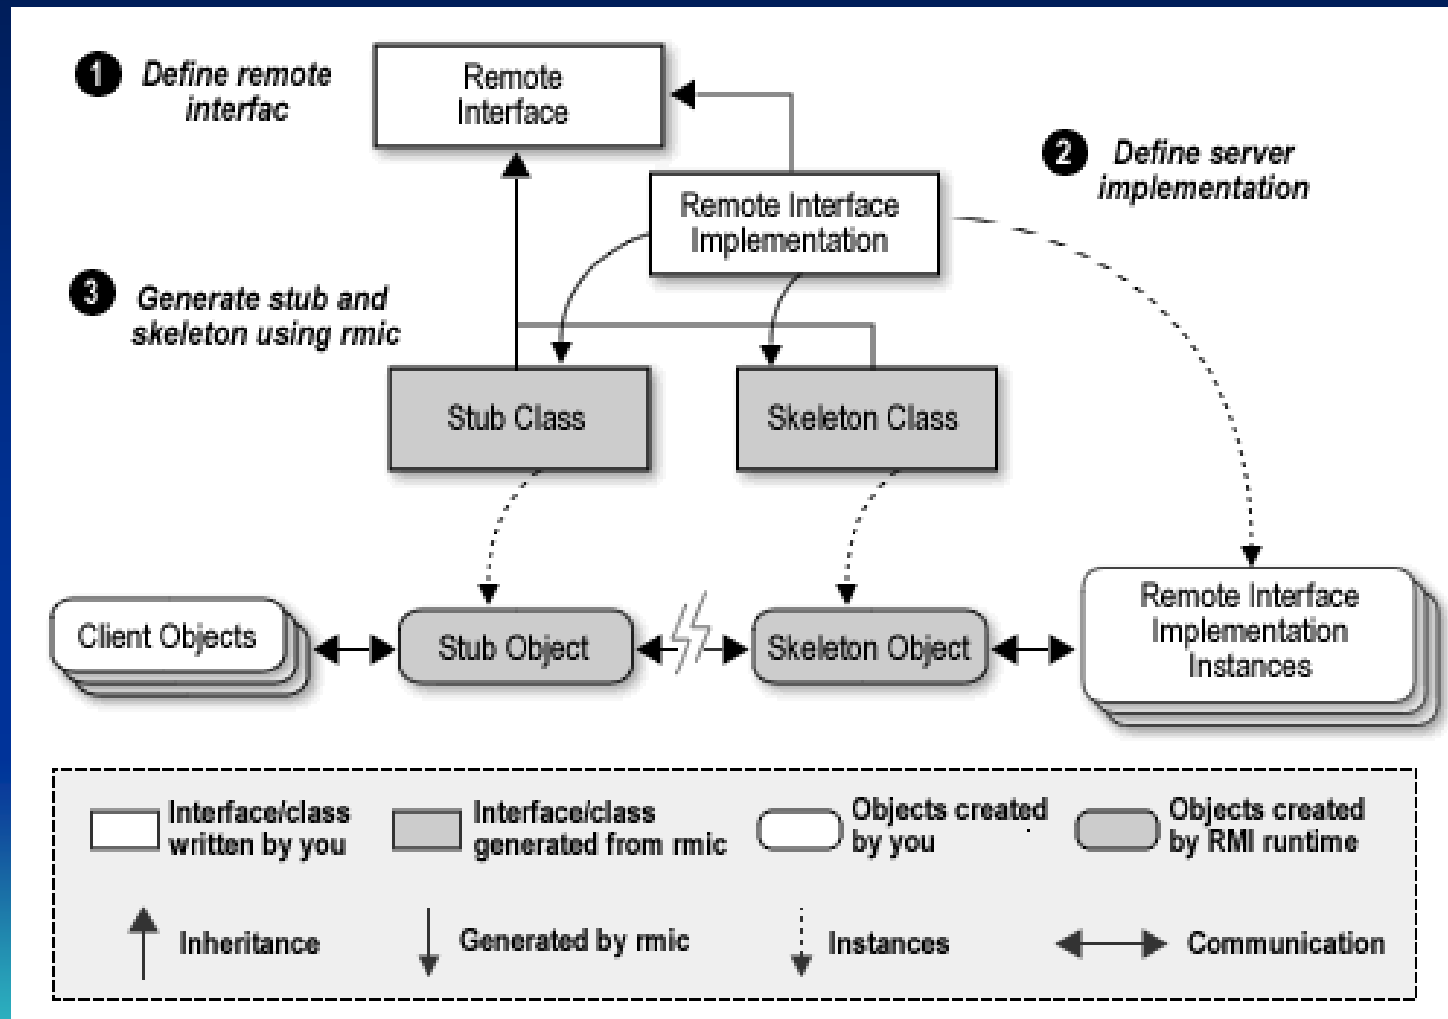 1 Define remote
interfac
Remote
Interface
2 Define server
implementation
Remote Interface
Implementation
3 Generate stub and
skeleton using rmic
Stub Class
Skeleton Class
Client Objects
Stub Object
Skeleton Object
Remote Interface
Implementation
Instances
Interface/class
written by you
Interface/class
generated from rmic
Objects created
by you
Objects created
by RMI runtime
Inheritance
Generated by rmic
Instances
Communication